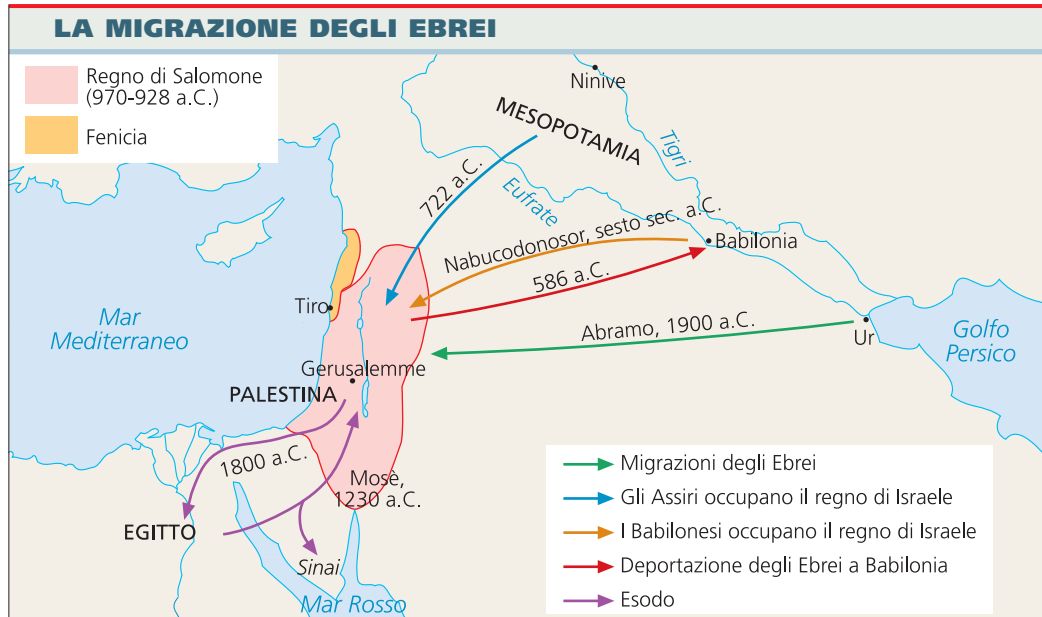 LA MIGRAZIONE DEGLI EBREI
Regno di Salomone
(970-928 a.C.)
Fenicia
Ninive
MESOPOTAMIA
Tigri
Eufrate
722 a.C.
Nabucodonosor, sesto sec. a.C.
Babilonia
586 a.C.
Tiro
Mar
Mediterraneo
Abramo, 1900 a.C.
Ur
Golfo
Persico
Gerusalemme
PALESTINA
1800 a.C.
Mosè,
1230 a.C.
EGITTO
Sinai
Mar Rosso
Migrazioni degli Ebrei
Gli Assiri occupano il regno di Israele
I Babilonesi occupano il regno di Israele
Deportazione degli Ebrei a Babilonia
Esodo